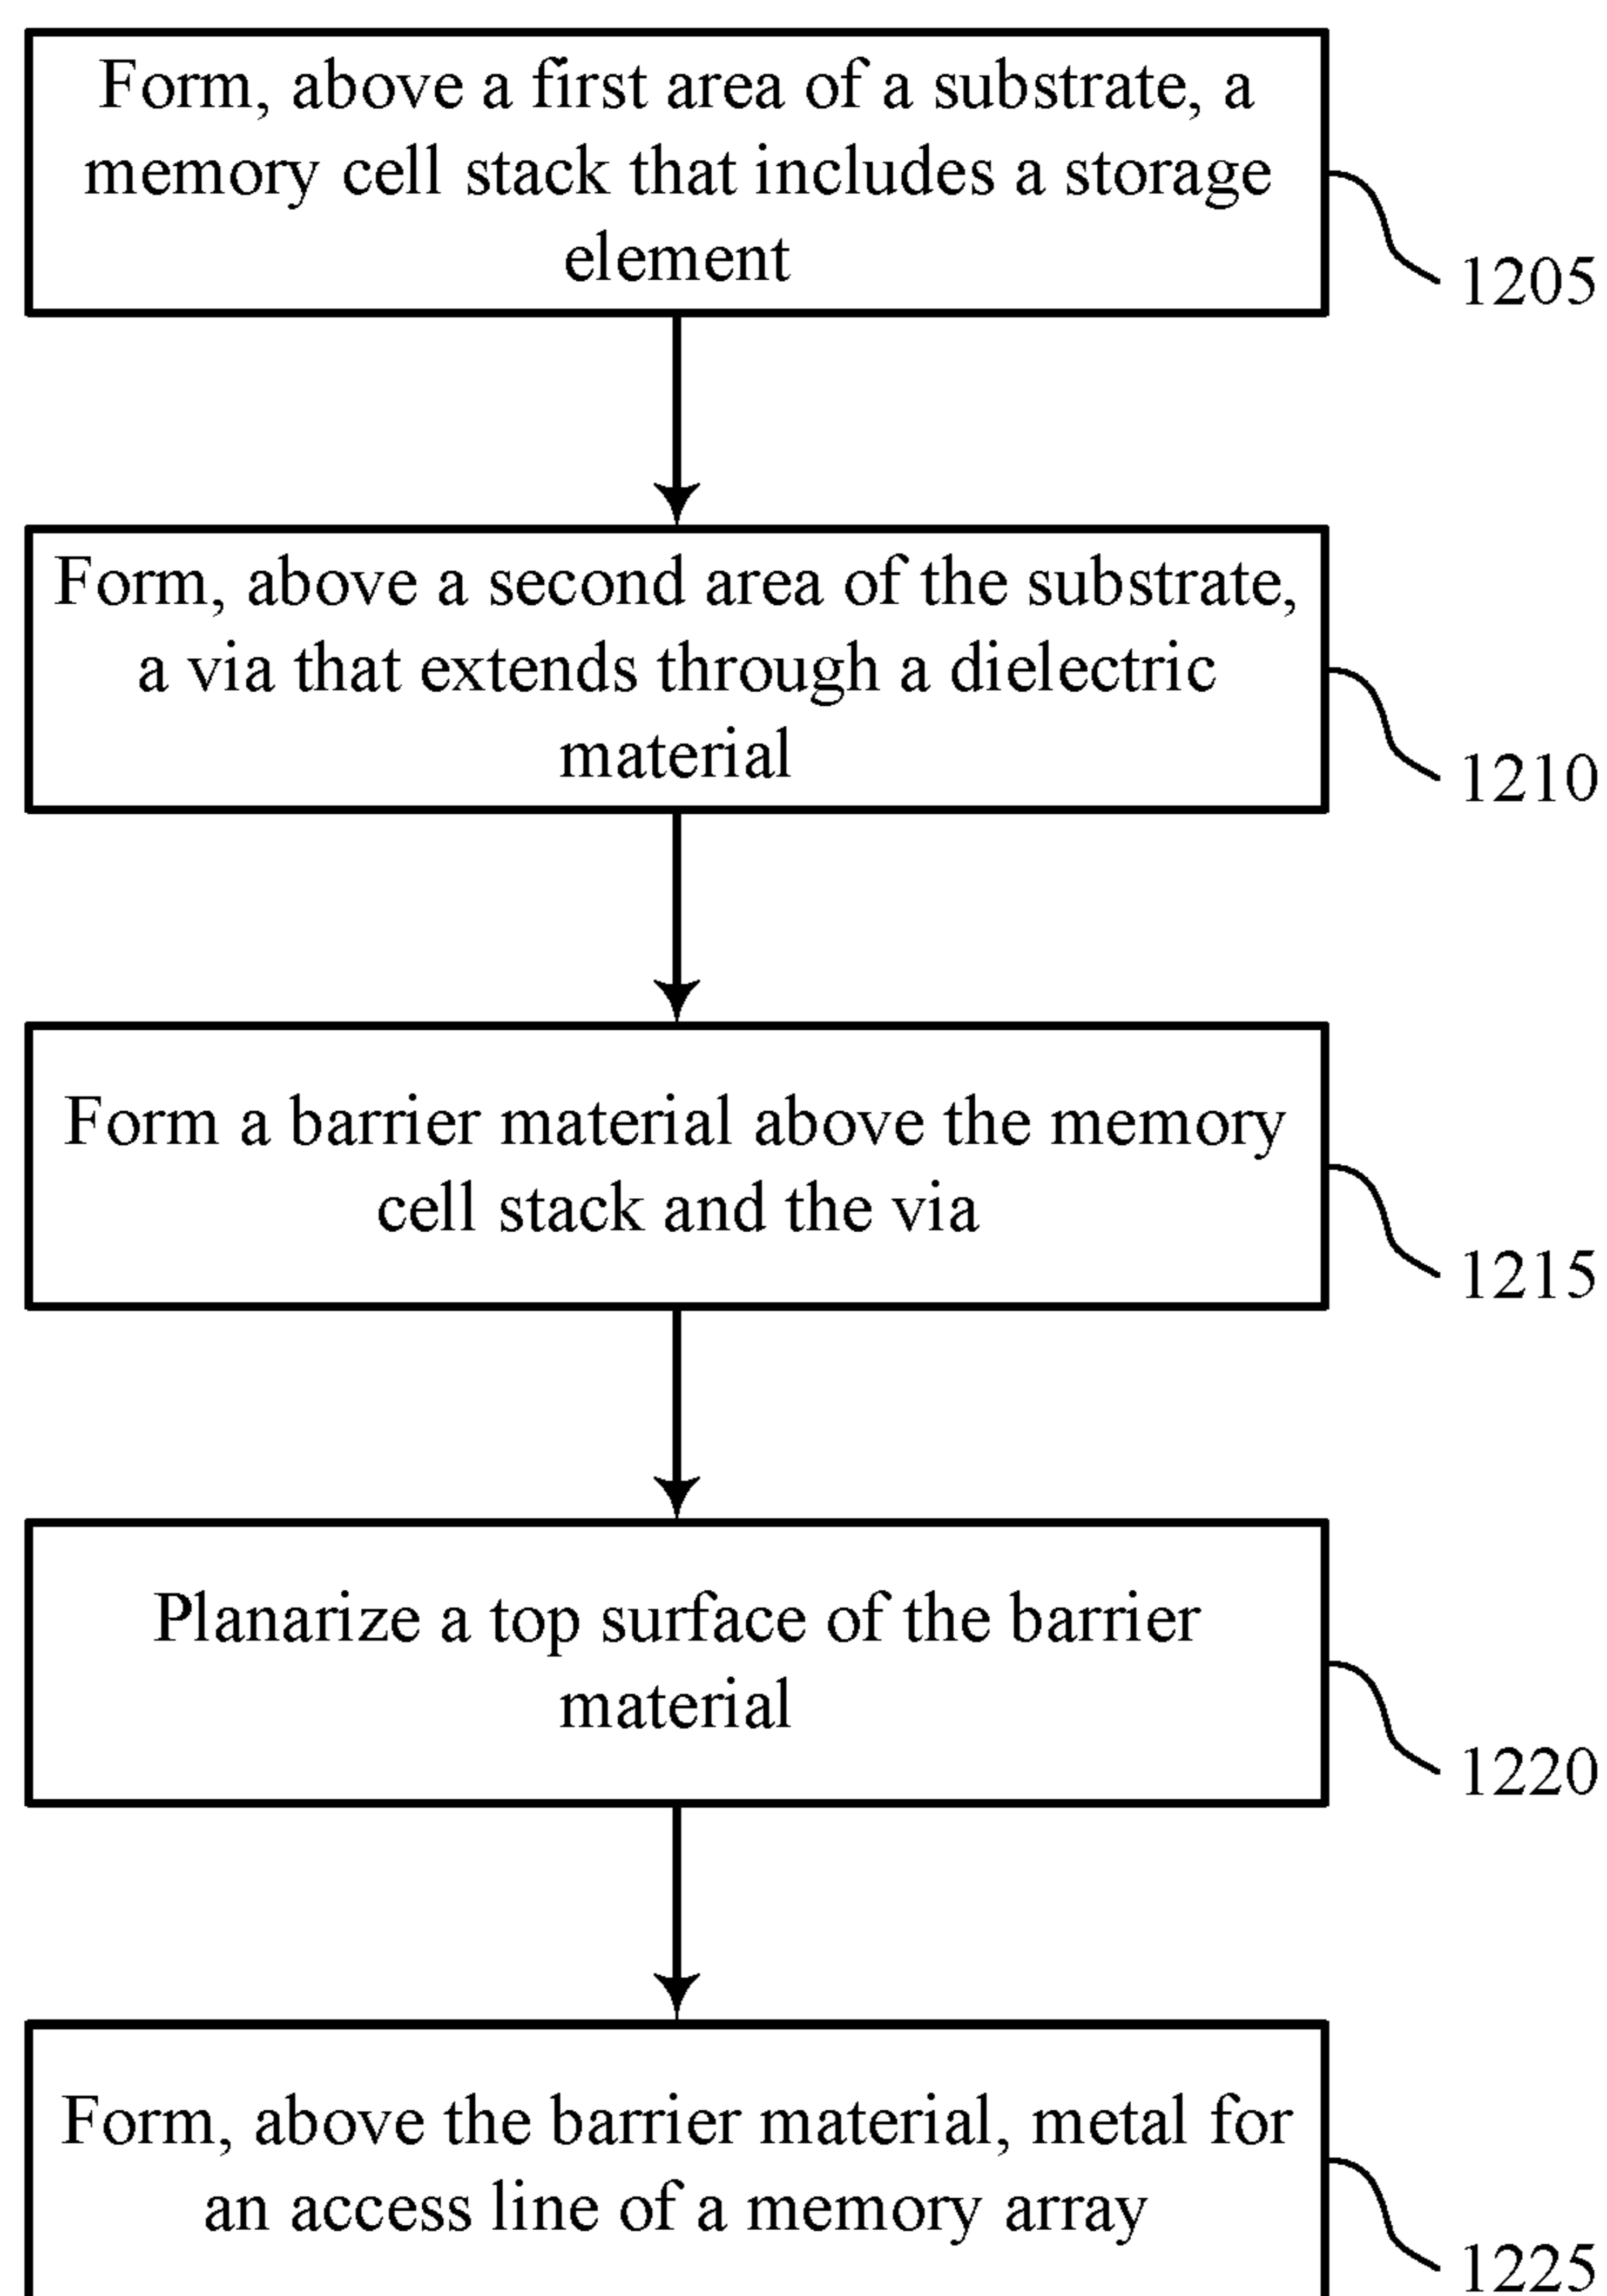 Form, above a first area of a substrate, a
memory cell stack that includes a storage
element
1205
Form, above a second area of the substrate,
a via that extends through a dielectric
material
1210
Form a barrier material above the memory
cell stack and the via
1215
Planarize a top surface of the barrier
material
1220
Form, above the barrier material, metal for
an access line of a memory array
1225